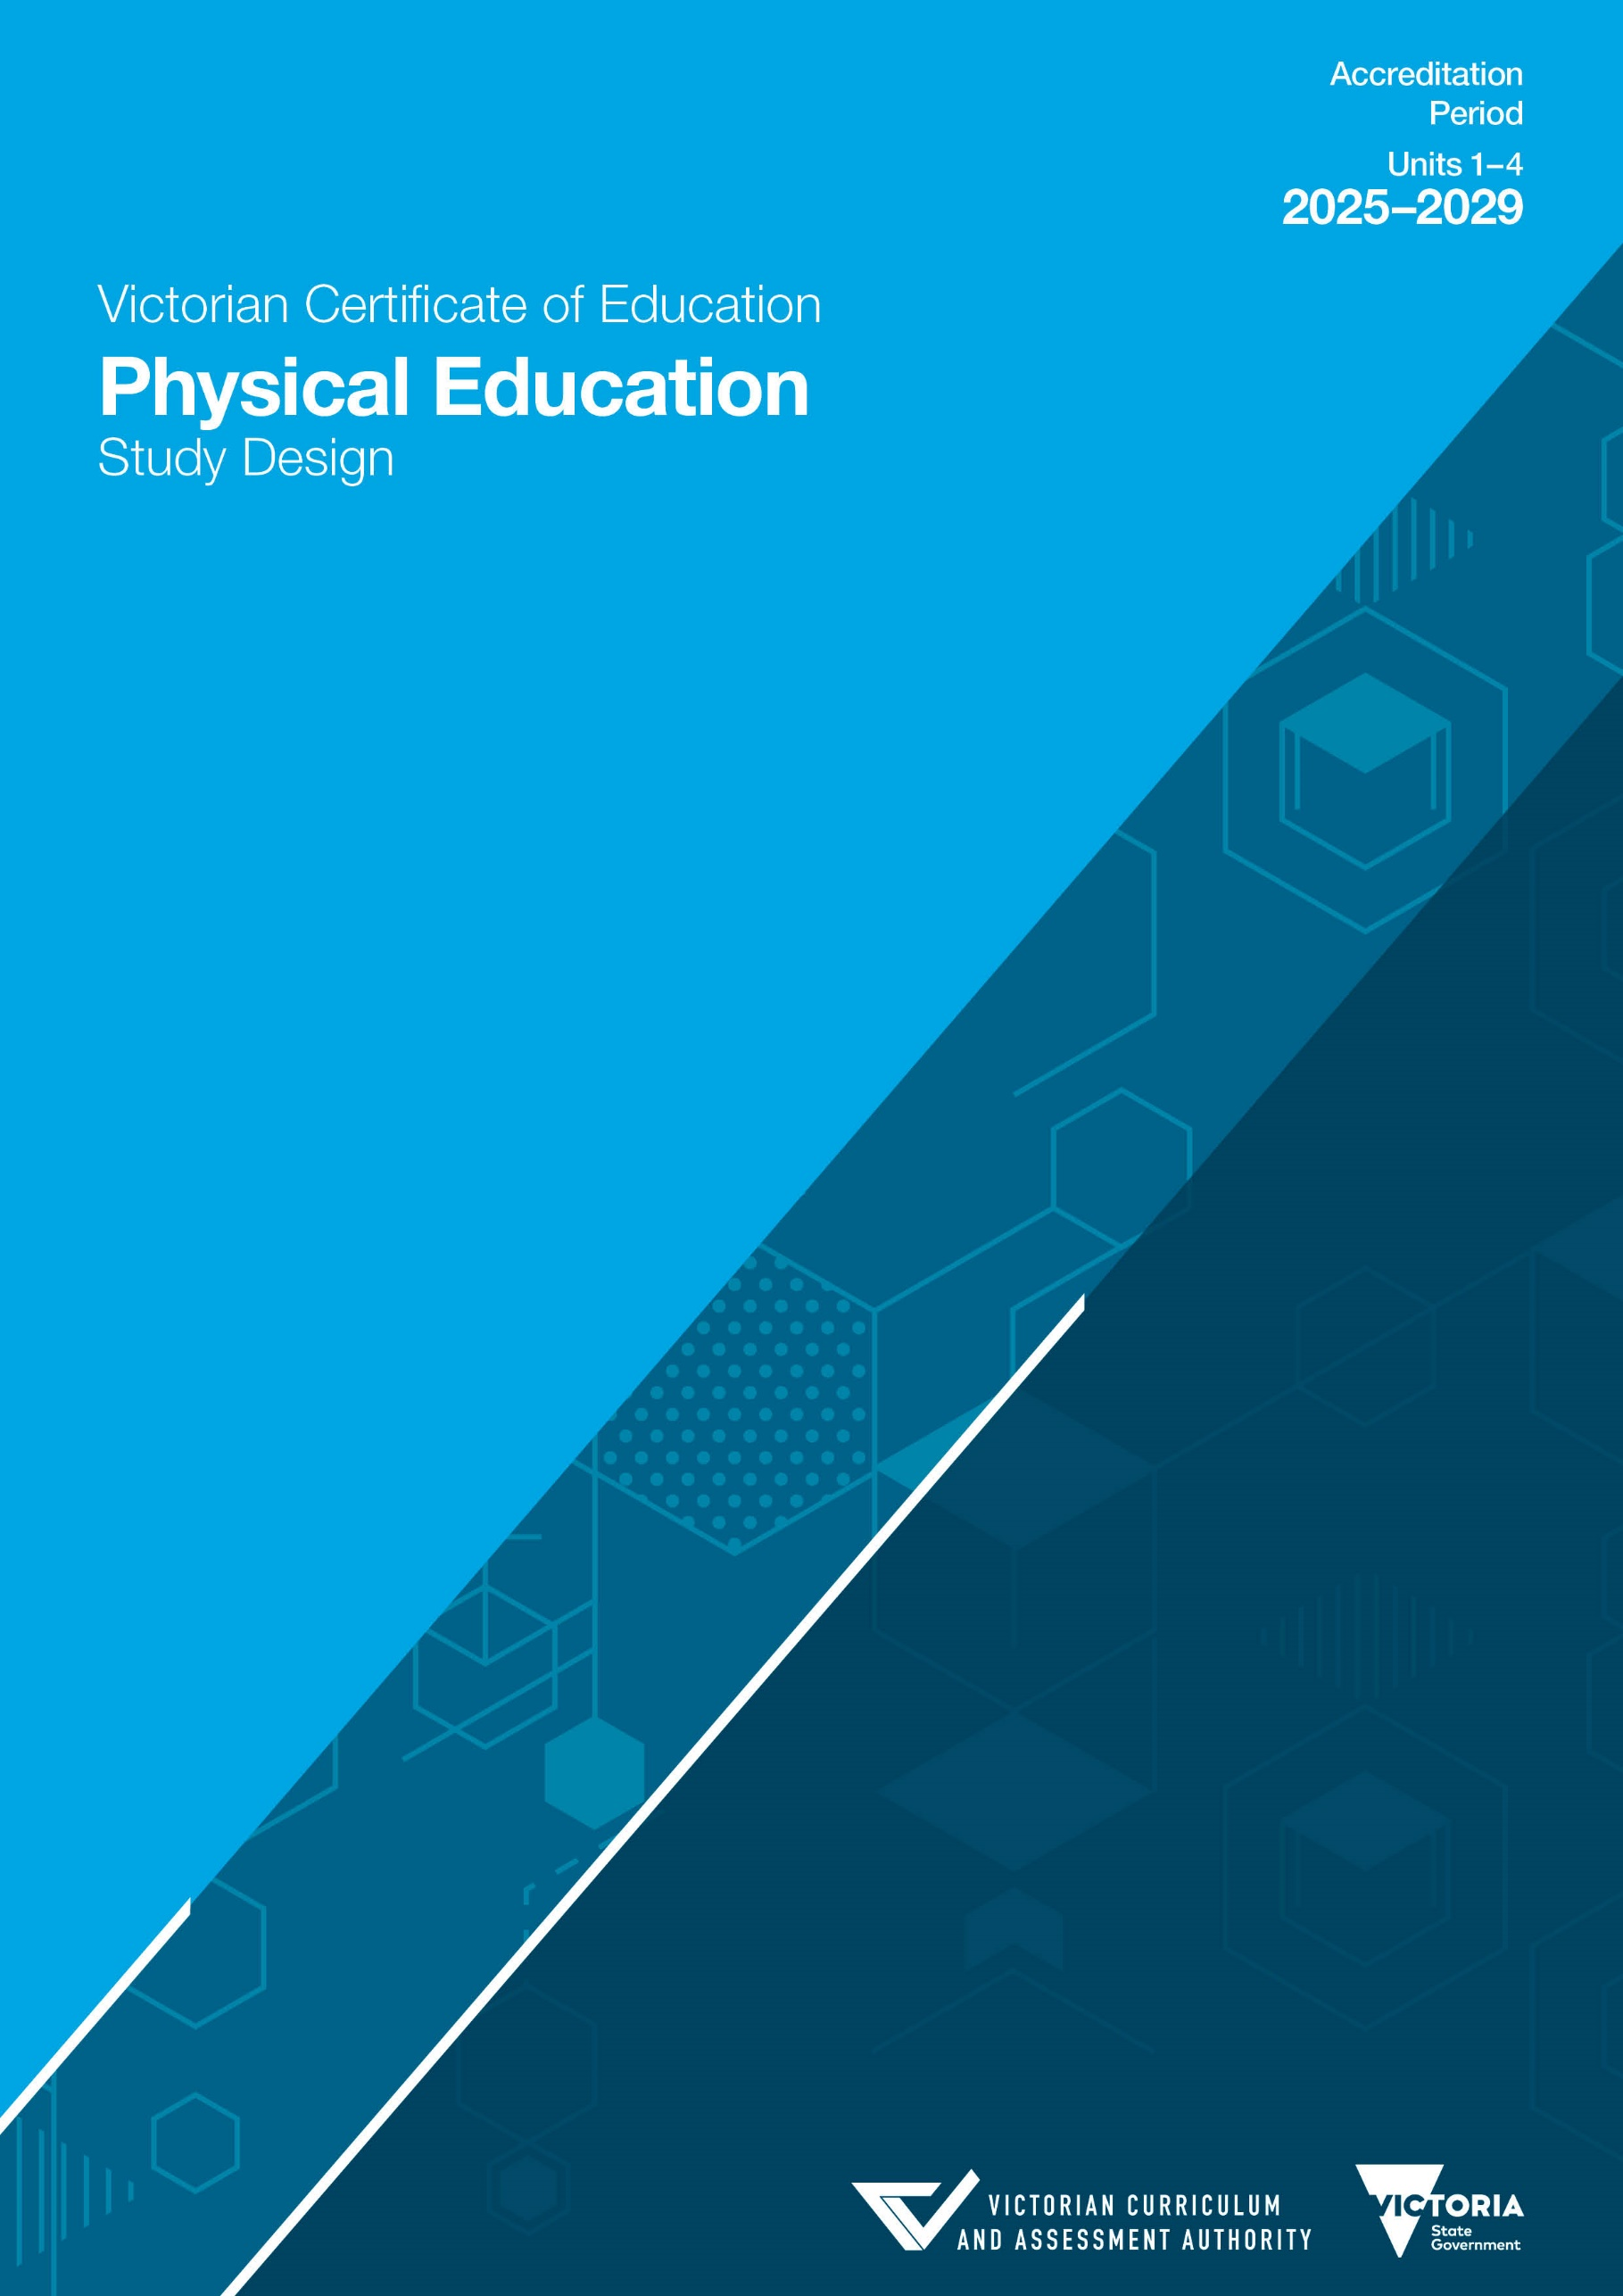 Accreditation
Period
Units 1–4
2025–2029
Victorian Certificate of Education
Physical Education
Study Design
VICTORIAN CURRICULUM
AND ASSESSMENT AUTHORITY
VICTORIA
State
Government